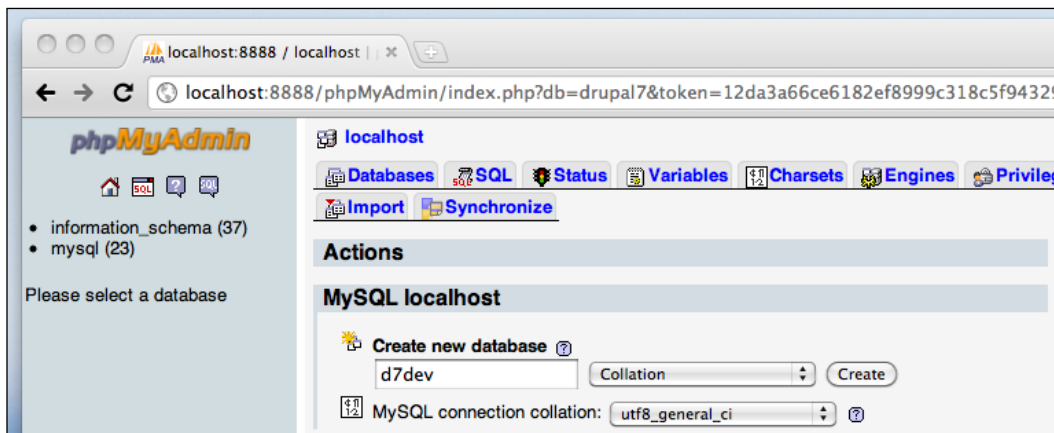 localhost:8888 / localhost |
localhost:8888/phpMyAdmin/index.php?db=drupal7&token=12da3a66ce6182ef8999c318c5f94329
phpMyAdmin
localhost
Databases SQL Status Variables Charsets Engines Privileg
Import Synchronize
• information_schema (37)
• mysql (23)
Please select a database
Actions
MySQL localhost
Create new database
d7dev Collation Create
MySQL connection collation: utf8_general_ci